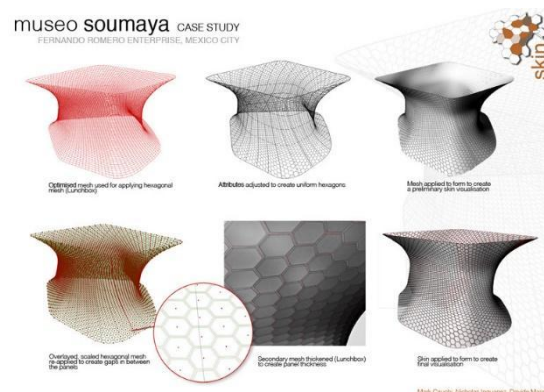 museo soumaya CASE STUDY
FERNANDO ROMERO ENTERPRISE, MEXICO CITY
skin
Optimised mesh used for applying hexagonal
mesh (Lunchbox)
Attributes adjusted to create uniform hexagons
Mesh applied to form to create
a preliminary skin visualisation
Overlayed, scaled hexagonal mesh
re-applied to create gaps in between
the panels
Secondary mesh thickened (Lunchbox)
to create panel thickness
Skin applied to form to create
final visualisation